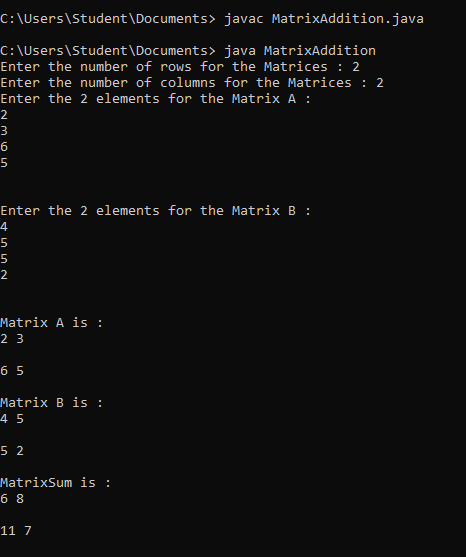 C:\Users\Student\Documents> javac MatrixAddition.java
C:\Users\Student\Documents> java MatrixAddition
Enter the number of rows for the Matrices : 2
Enter the number of columns for the Matrices : 2
Enter the 2 elements for the Matrix A :
2
3
6
5
Enter the 2 elements for the Matrix B :
4
5
5
2
Matrix A is :
2 3
6 5
Matrix B is :
4 5
5 2
MatrixSum is :
6 8
11 7